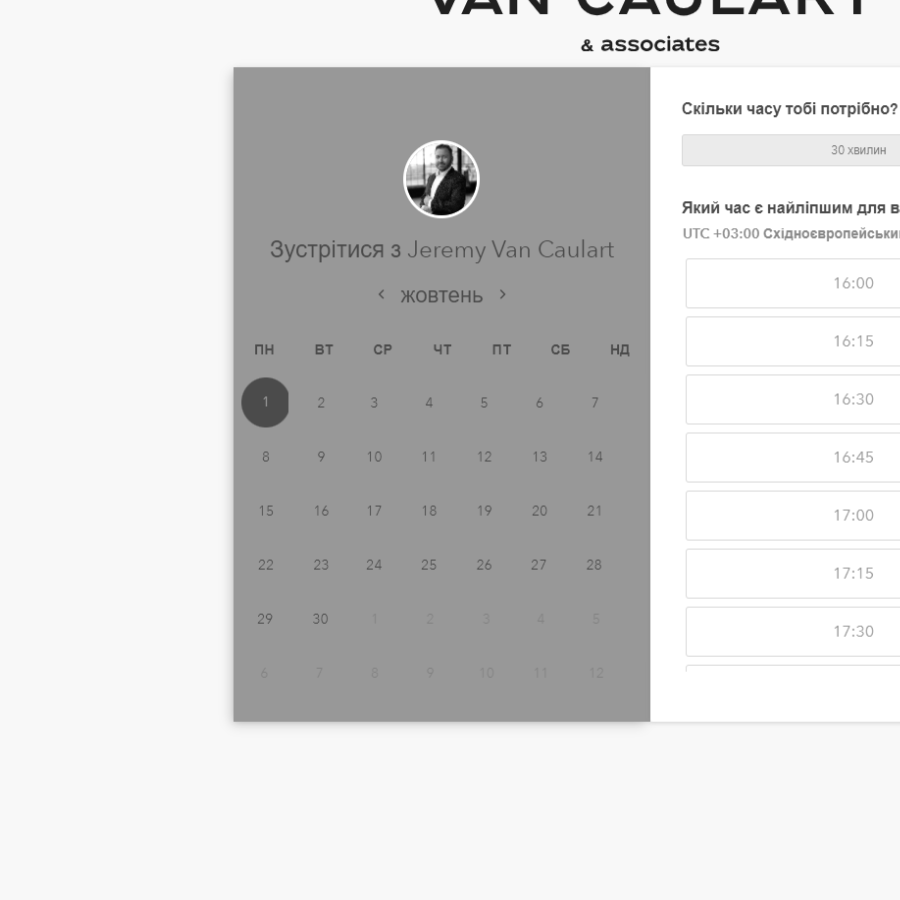 VAN CAULART
& associates
Зустрітися з Jeremy Van Caulart
< жовтень >
ПН ВТ СР ЧТ ПТ СБ НД
1 2 3 4 5 6 7
8 9 10 11 12 13 14
15 16 17 18 19 20 21
22 23 24 25 26 27 28
29 30 1 2 3 4 5
6 7 8 9 10 11 12
Скільки часу тобі потрібно?
30 хвилин
Який час є найліпшим для
UTC +03:00
16:00
16:15
16:30
16:45
17:00
17:15
17:30